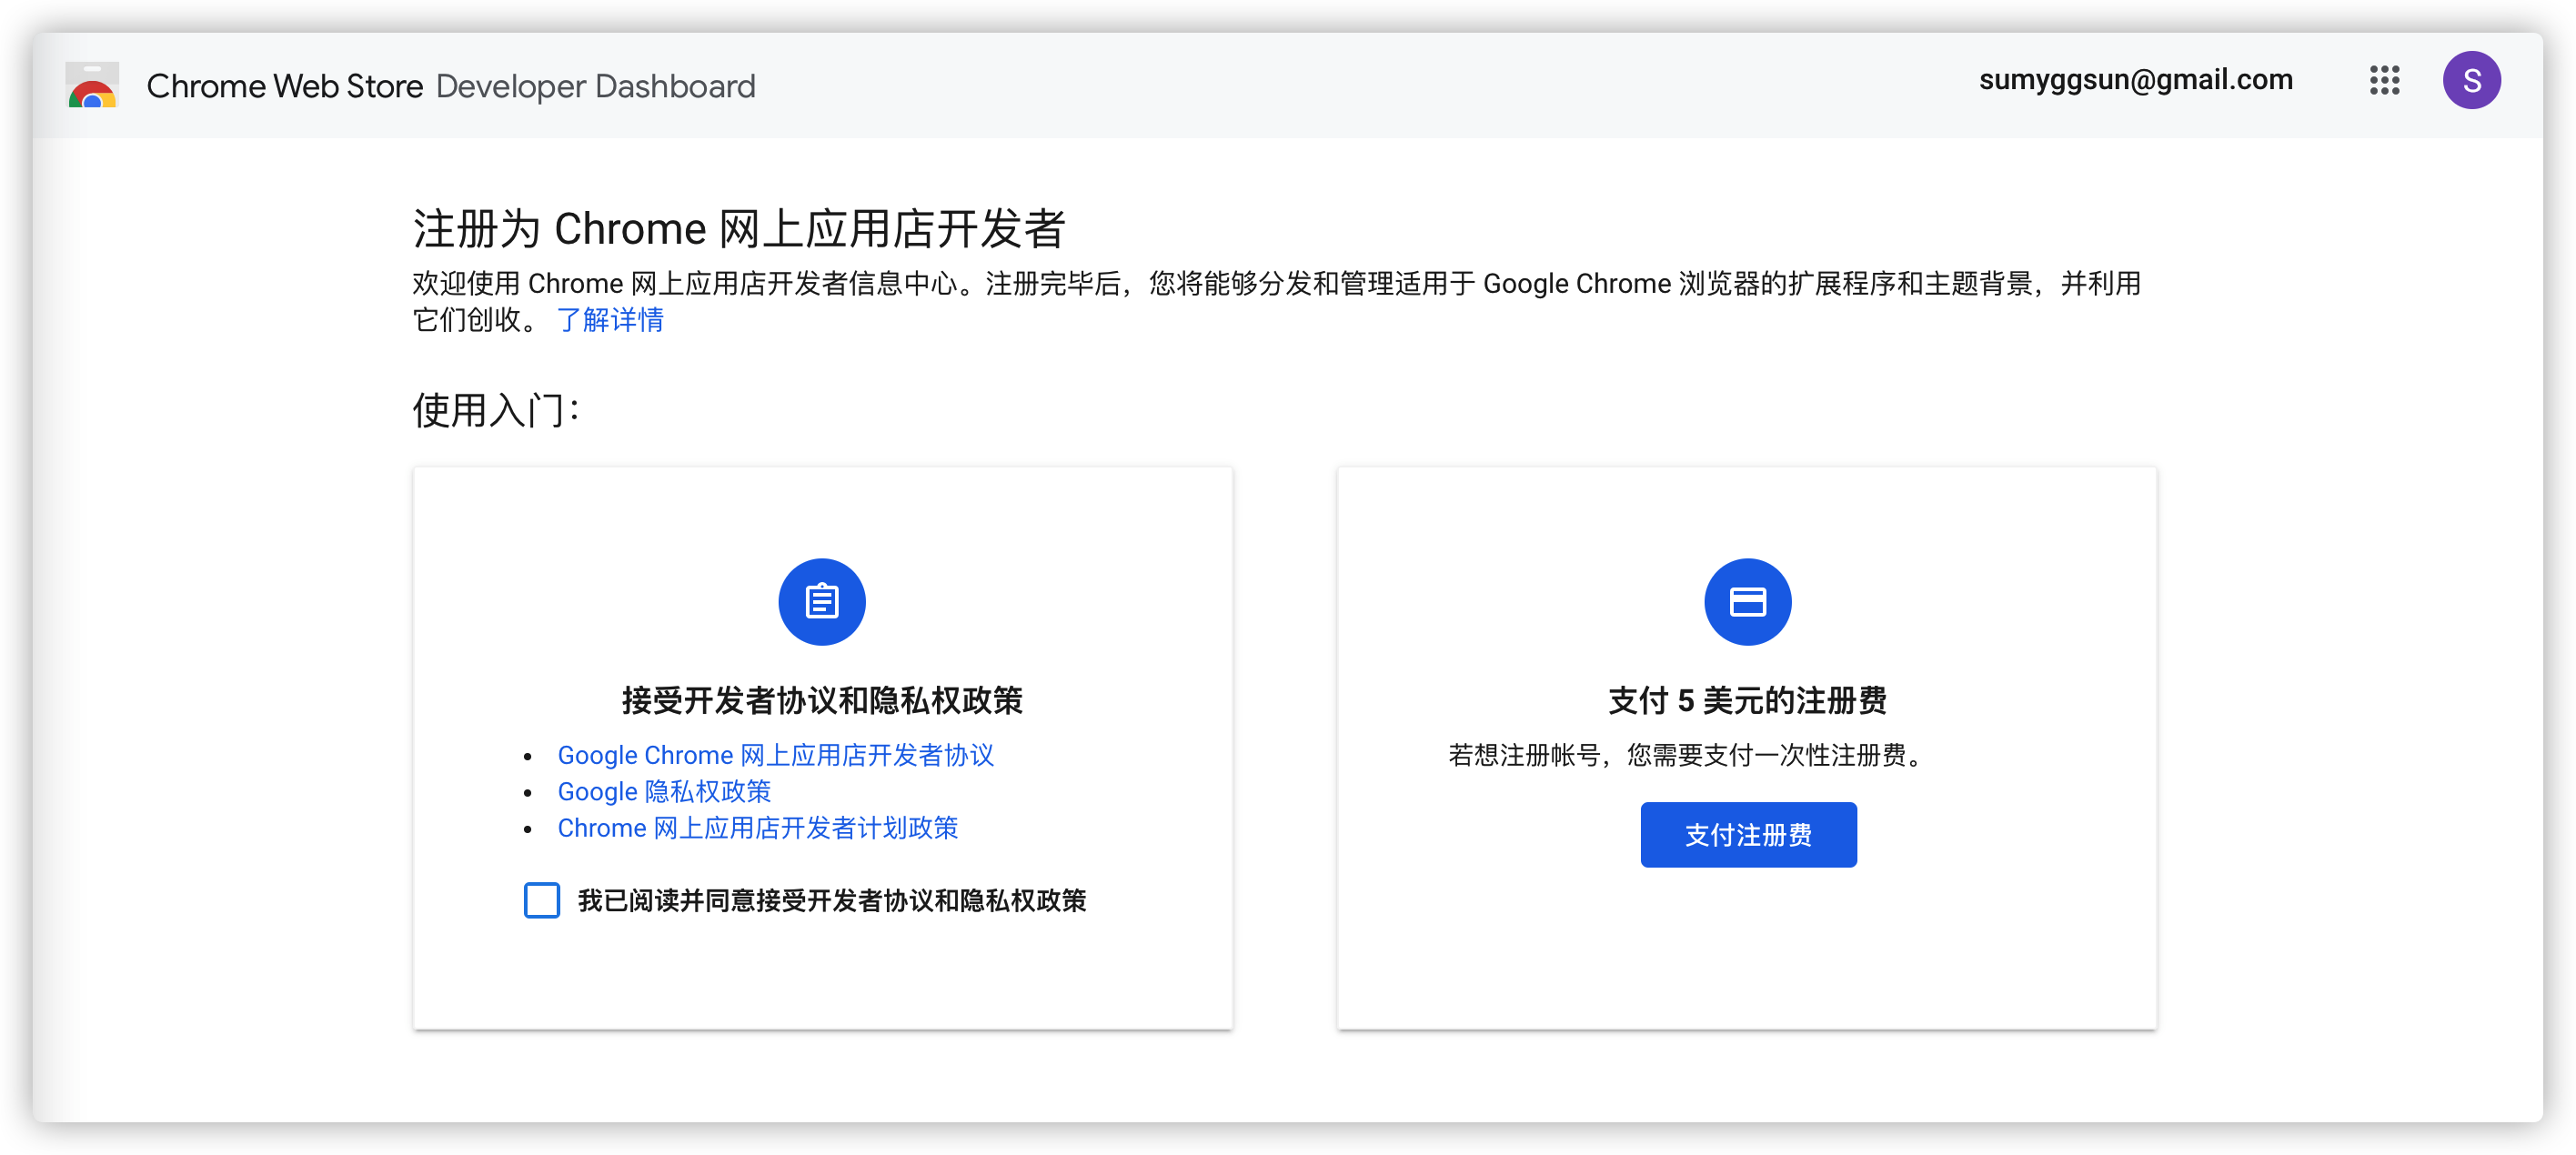 Chrome Web Store Developer Dashboard
sumyggsun@gmail.com
S
注册为 Chrome 网上应用店开发者
欢迎使用 Chrome 网上应用店开发者信息中心。注册完毕后，您将能够分发和管理适用于 Google Chrome 浏览器的扩展程序和主题背景，并利用
它们创收。 了解详情
使用入门：
接受开发者协议和隐私权政策
• Google Chrome 网上应用店开发者协议
• Google 隐私权政策
• Chrome 网上应用店开发者计划政策
我已阅读并同意接受开发者协议和隐私权政策
支付 5 美元的注册费
若想注册帐号，您需要支付一次性注册费。
支付注册费